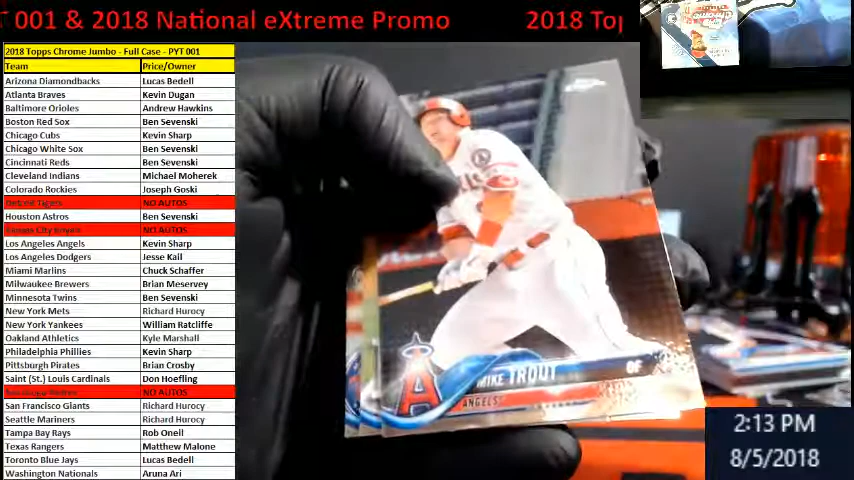 T 001 & 2018 National eXtreme Promo 2018 Top
2018 Topps Chrome Jumbo - Full Case - PYT 001
Team Price/Owner
Arizona Diamondbacks Lucas Bedell
Atlanta Braves Kevin Dugan
Baltimore Orioles Andrew Hawkins
Boston Red Sox Ben Sevenski
Chicago Cubs Kevin Sharp
Chicago White Sox Ben Sevenski
Cincinnati Reds Ben Sevenski
Cleveland Indians Michael Moherek
Colorado Rockies Joseph Goski
Detroit Tigers NO AUTOS
Houston Astros Ben Sevenski
Kansas City Royals NO AUTOS
Los Angeles Angels Kevin Sharp
Los Angeles Dodgers Jesse Kail
Miami Marlins Chuck Schaffer
Milwaukee Brewers Brian Meservey
Minnesota Twins Ben Sevenski
New York Mets Richard Hurocy
New York Yankees William Ratcliffe
Oakland Athletics Kyle Marshall
Philadelphia Phillies Kevin Sharp
Pittsburgh Pirates Brian Crosby
Saint (St.) Louis Cardinals Don Hoefling
NO AUTOS
San Francisco Giants Richard Hurocy
Seattle Mariners Richard Hurocy
Tampa Bay Rays Rob Oneil
Texas Rangers Matthew Malone
Toronto Blue Jays Lucas Bedell
Washington Nationals Aruna Ari
MIKE TROUT OF
ANGELS
2:13 PM
8/5/2018